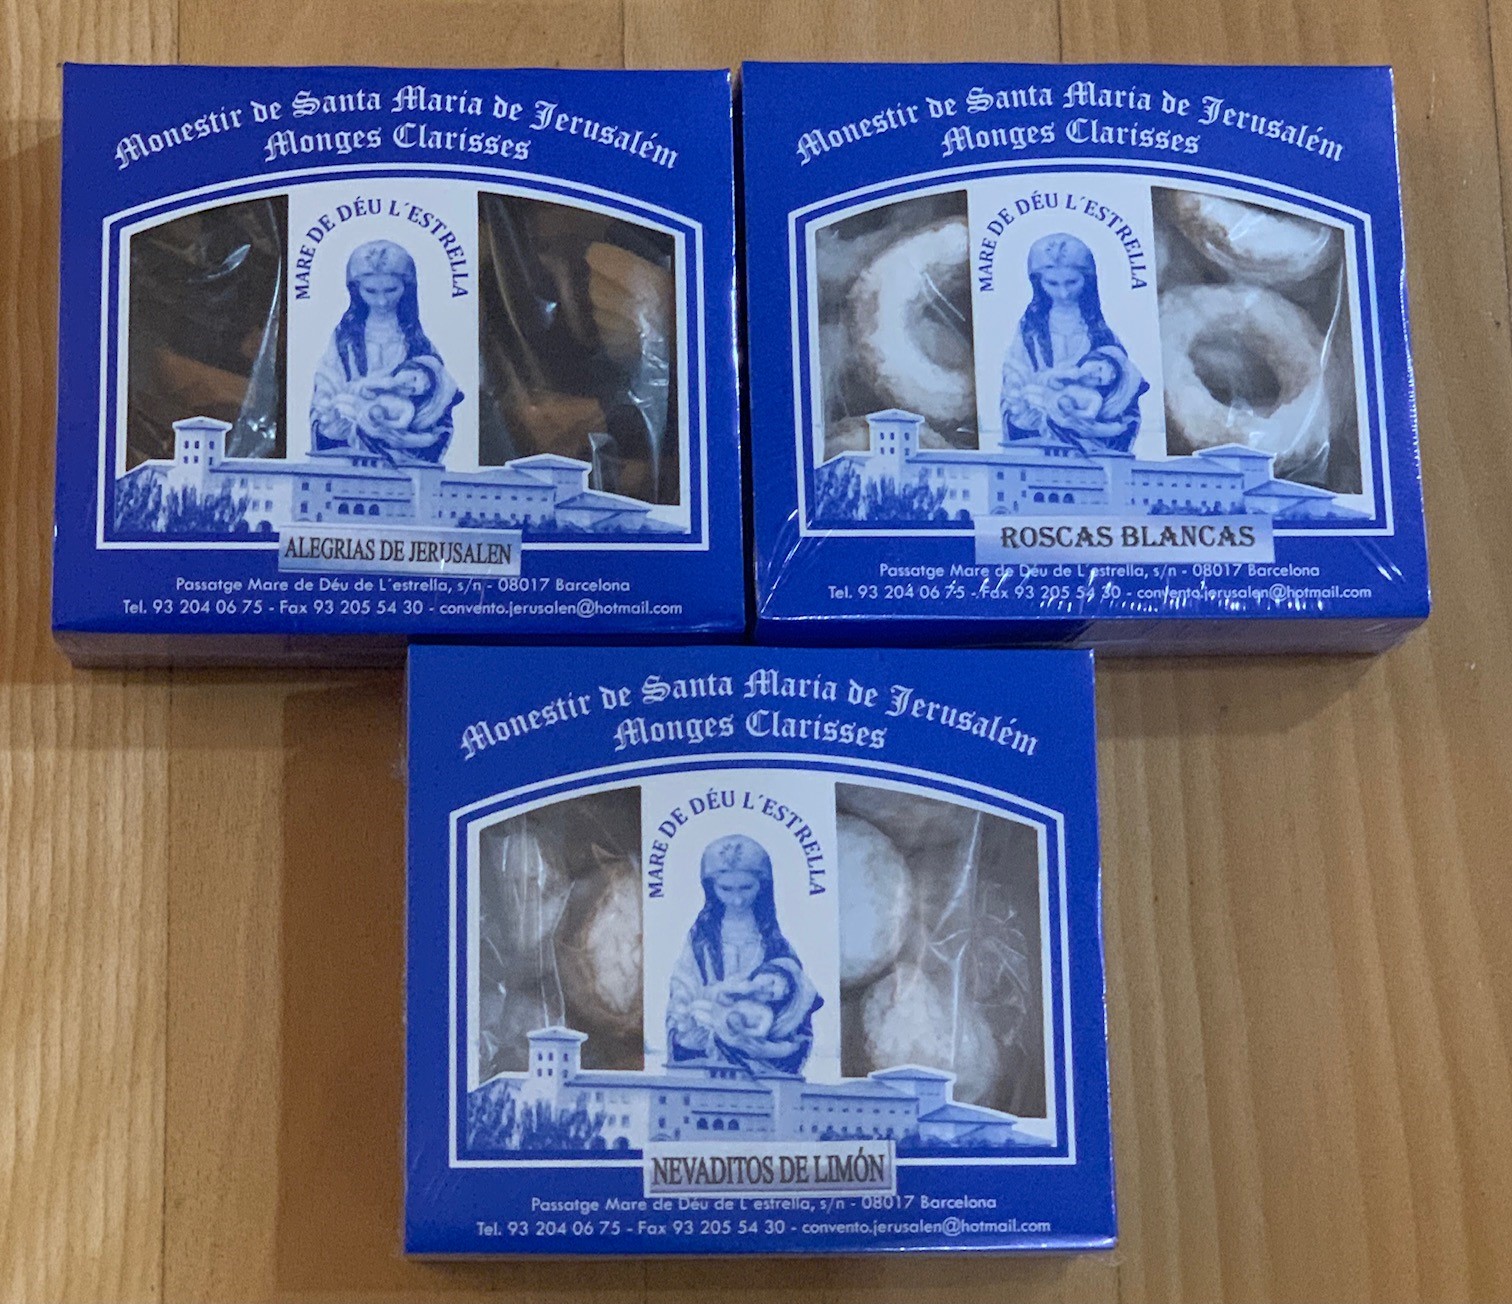 Monestir de Santa Maria de Jerusalém
Monges Clarisses
MARE DE DÉU L´ESTRELLA
ALEGRIAS DE JERUSALEN
Passatge Mare de Déu de L´estrella, s/n - 08017 Barcelona
Tel. 93 204 06 75 - Fax 93 205 54 30 - convento.jerusalen@hotmail.com
Monestir de Santa Maria de Jerusalém
Monges Clarisses
MARE DE DÉU L´ESTRELLA
ROSCAS BLANCAS
Passatge Mare de Déu de L´estrella, s/n - 08017 Barcelona
Tel. 93 204 06 75 - Fax 93 205 54 30 - convento.jerusalen@hotmail.com
Monestir de Santa Maria de Jerusalém
Monges Clarisses
MARE DE DÉU L´ESTRELLA
NEVADITOS DE LIMÓN
Passatge Mare de Déu de L´estrella, s/n - 08017 Barcelona
Tel. 93 204 06 75 - Fax 93 205 54 30 - convento.jerusalen@hotmail.com